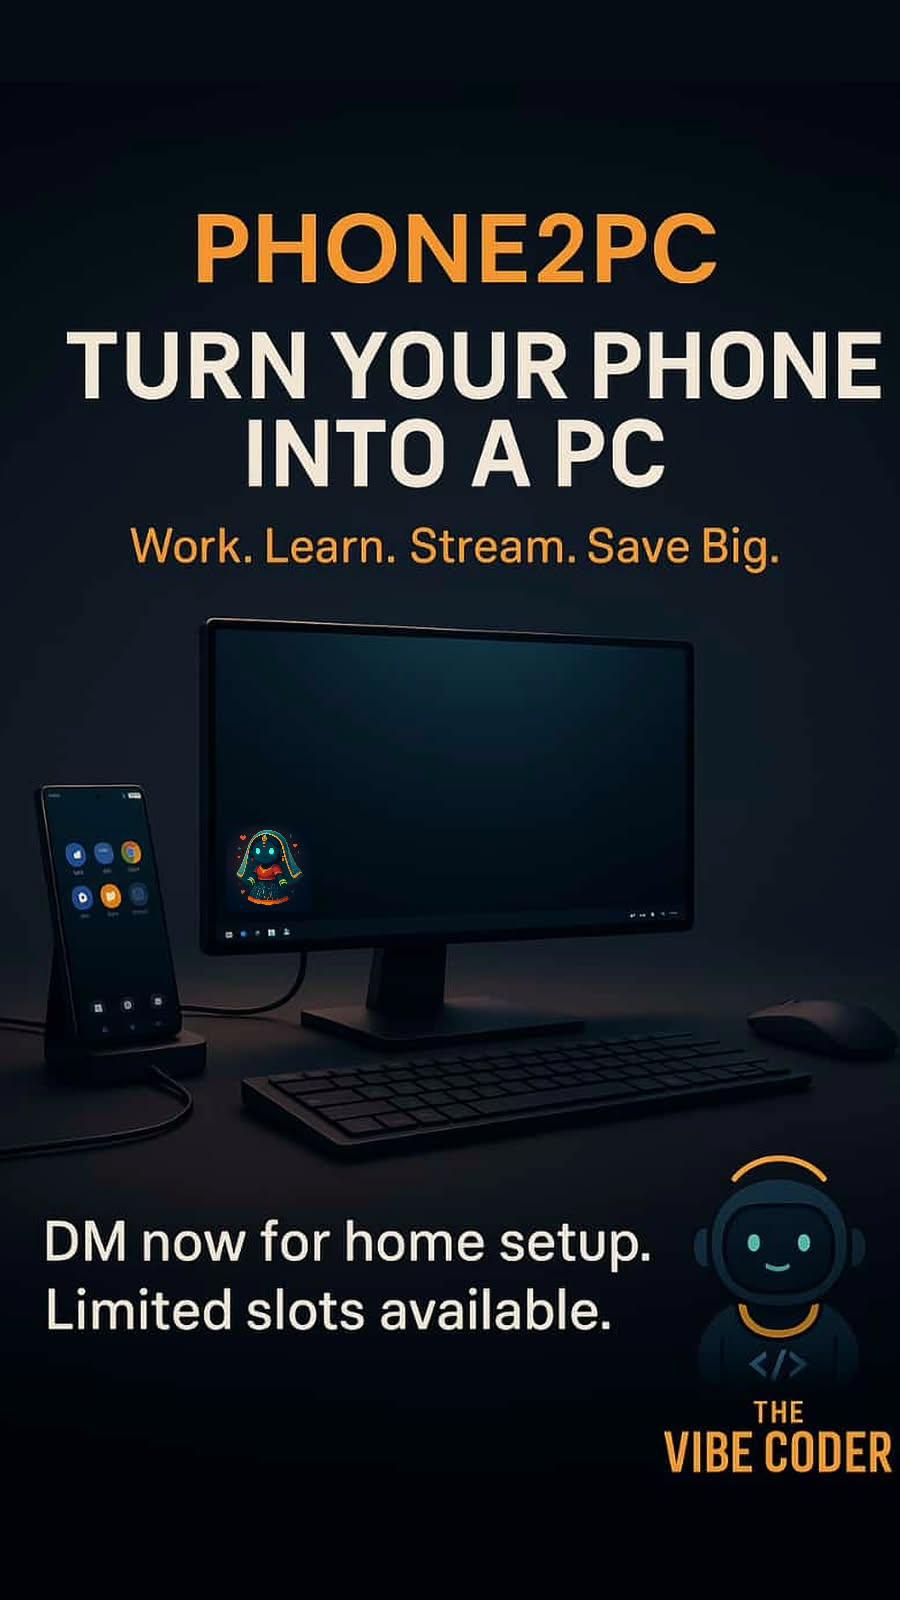 PHONE2PC
TURN YOUR PHONE
INTO A PC
Work. Learn. Stream. Save Big.
DM now for home setup.
Limited slots available.
</>
THE
VIBE CODER